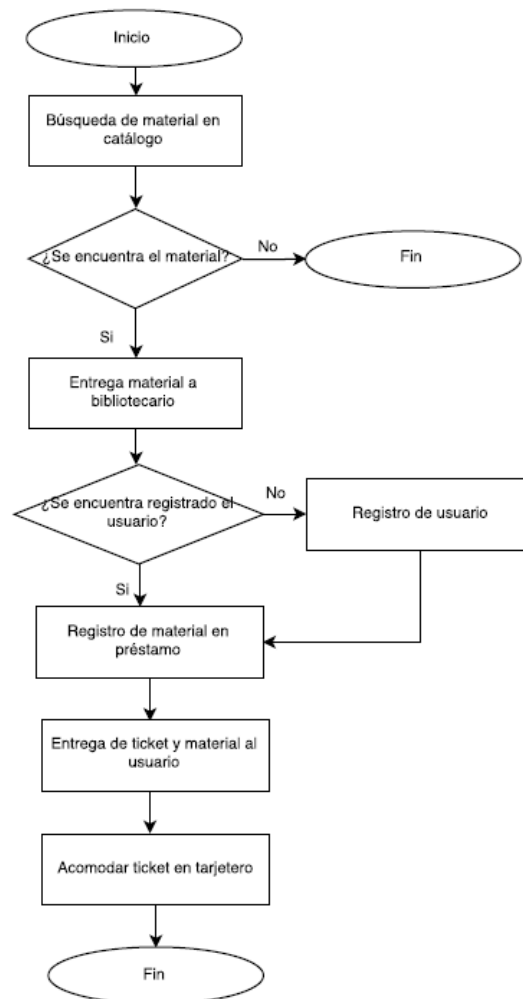 Inicio
Búsqueda de material en
catálogo
¿Se encuentra el material?
No
Fin
Si
Entrega material a
bibliotecario
¿Se encuentra registrado el
usuario?
No
Registro de usuario
Si
Registro de material en
préstamo
Entrega de ticket y material al
usuario
Acomodar ticket en tarjetero
Fin